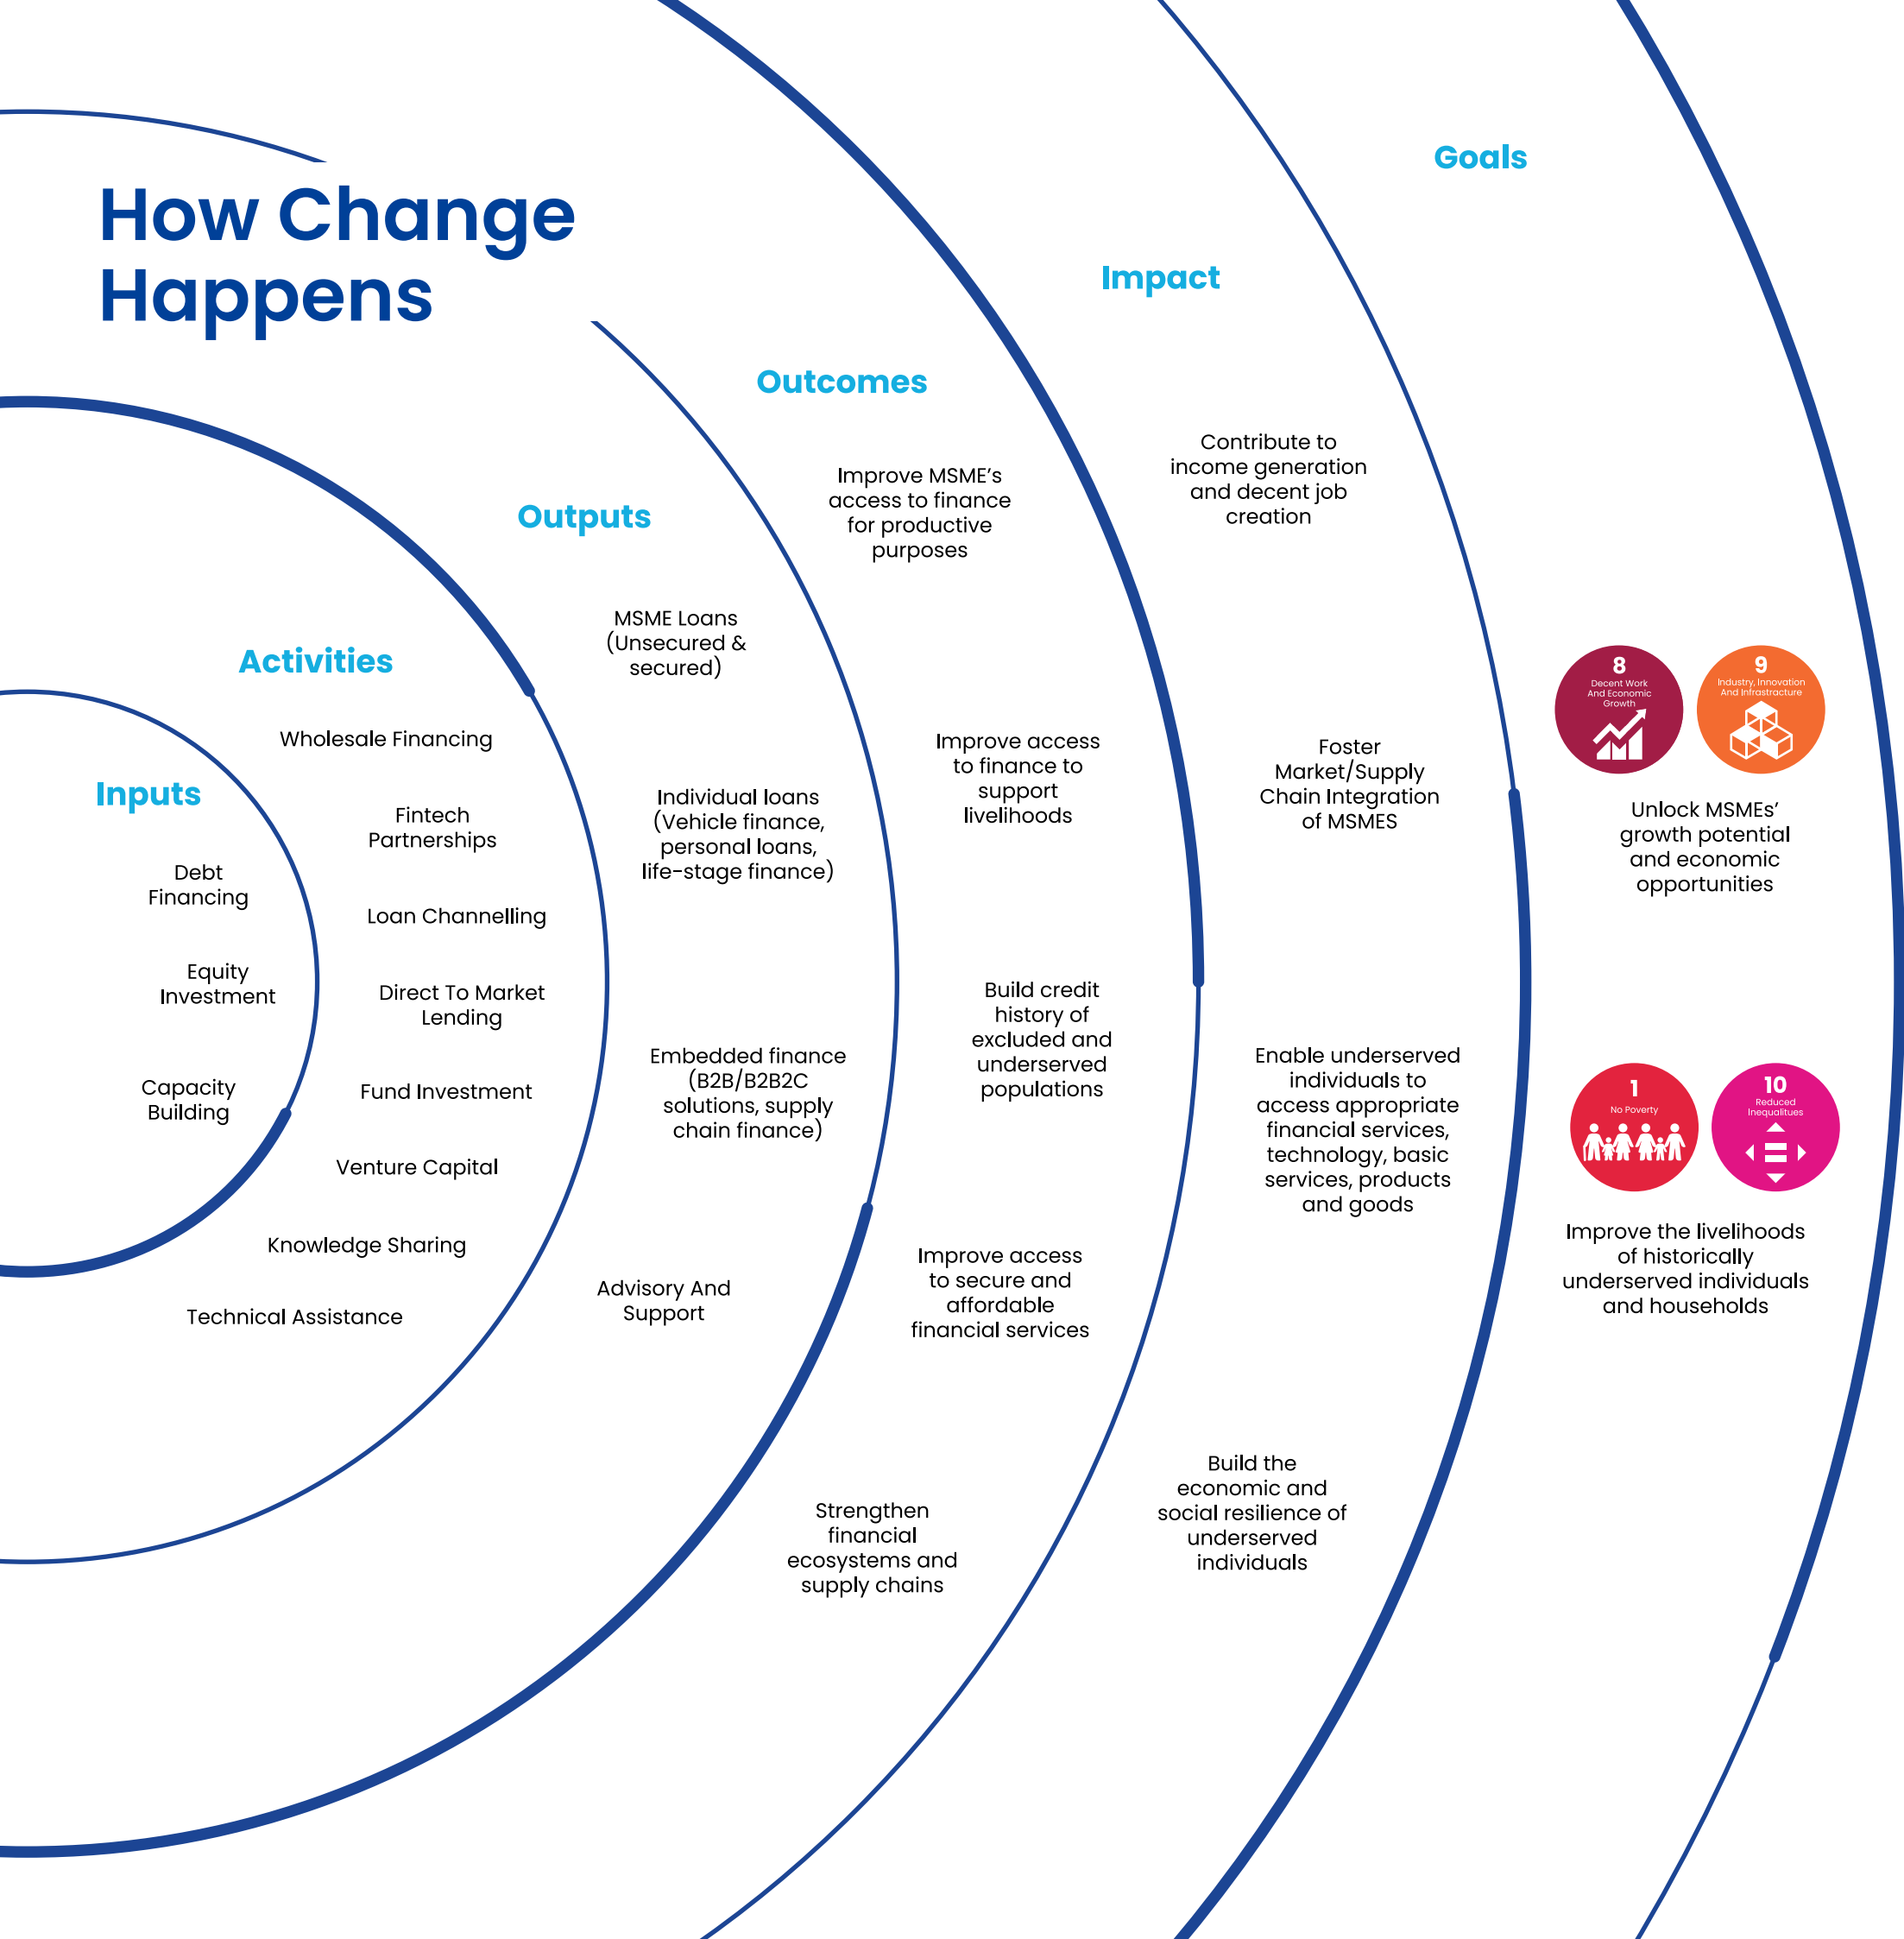 How Change
Happens
Inputs
Debt
Financing
Equity
Investment
Capacity
Building
Activities
Wholesale Financing
Fintech
Partnerships
Loan Channelling
Direct To Market
Lending
Fund Investment
Venture Capital
Knowledge Sharing
Technical Assistance
Outputs
MSME Loans
(Unsecured &
secured)
Individual loans
(Vehicle finance,
personal loans,
life-stage finance)
Embedded finance
(B2B/B2B2C
solutions, supply
chain finance)
Advisory And
Support
Outcomes
Improve MSME’s
access to finance
for productive
purposes
Improve access
to finance to
support
livelihoods
Build credit
history of
excluded and
underserved
populations
Improve access
to secure and
affordable
financial services
Strengthen
financial
ecosystems and
supply chains
Impact
Contribute to
income generation
and decent job
creation
Foster
Market/Supply
Chain Integration
of MSMES
Enable underserved
individuals to
access appropriate
financial services,
technology, basic
services, products
and goods
Build the
economic and
social resilience of
underserved
individuals
Goals
8
Decent Work
And Economic
Growth
9
Industry, Innovation
And Infrastracture
Unlock MSMEs’
growth potential
and economic
opportunities
1
No Poverty
10
Reduced
Inequalitues
Improve the livelihoods
of historically
underserved individuals
and households